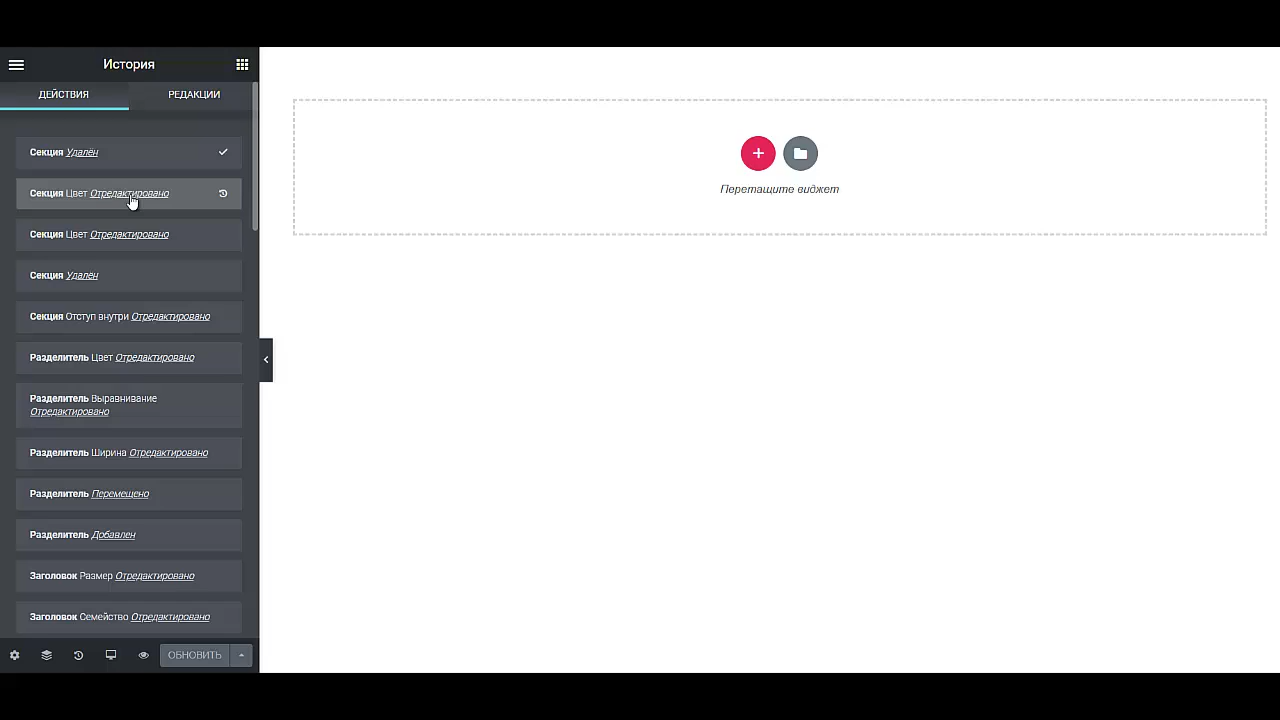 История
ДЕЙСТВИЯ
РЕДАКЦИИ
Секция Удалён
Секция Цвет Отредактировано
Секция Цвет Отредактировано
Секция Удалён
Секция Отступ внутри Отредактировано
Разделитель Цвет Отредактировано
Разделитель Выравнивание
Отредактировано
Разделитель Ширина Отредактировано
Разделитель Перемещено
Разделитель Добавлен
Заголовок Размер Отредактировано
Заголовок Семейство Отредактировано
ОБНОВИТЬ
Перетащите виджет